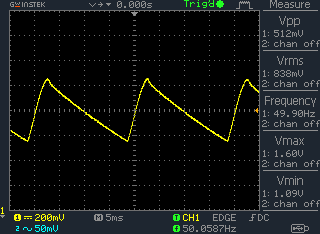 GWINSTEK 0.000s Trig'd Measure
Vpp
1: 512mV
2: chan off
Vrms
1: 838mV
2: chan off
Frequency
1: 49.90Hz
2: chan off
Vmax
1: 1.60V
2: chan off
Vmin
1: 1.09V
2: chan off
1
1 200mV M 5ms T CH1 EDGE DC
2 50mV T 50.0587Hz